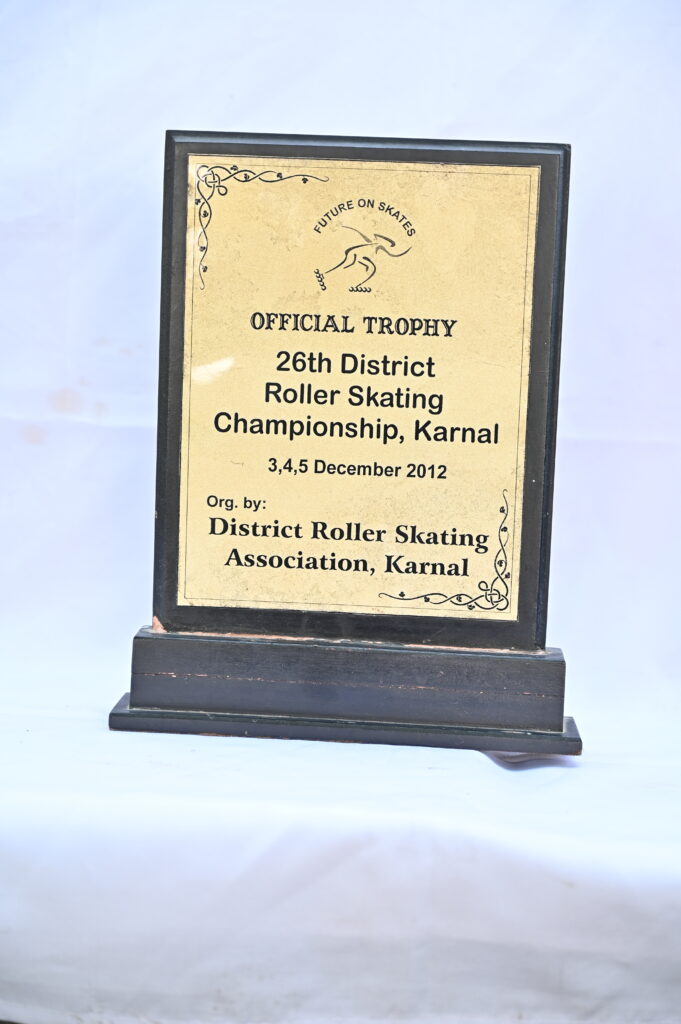 FUTURE ON SKATES
OFFICIAL TROPHY
26th District
Roller Skating
Championship, Karnal
3,4,5 December 2012
Org. by:
District Roller Skating
Association, Karnal